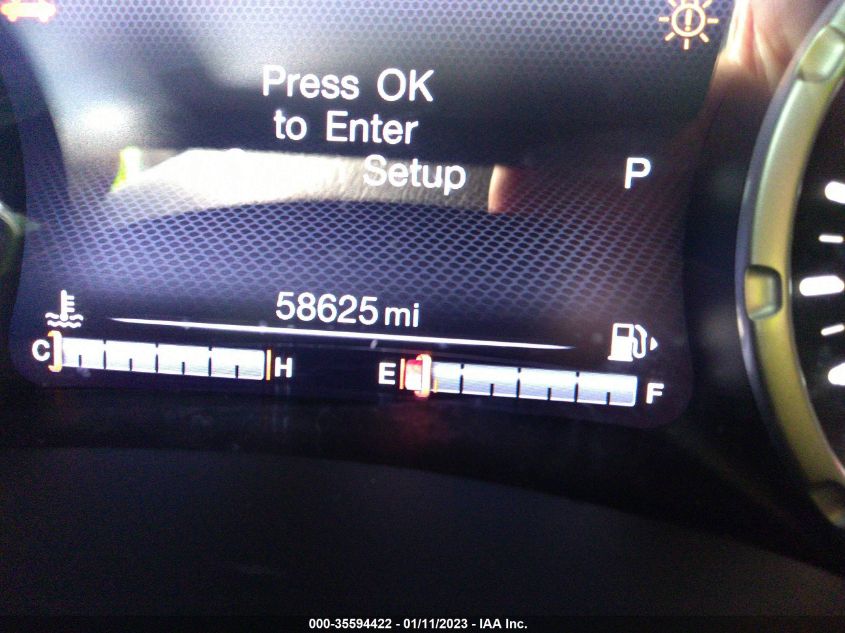 Press OK
to Enter
Setup
P
58625 mi
C H E F
000-35594422 - 01/11/2023 - IAA Inc.